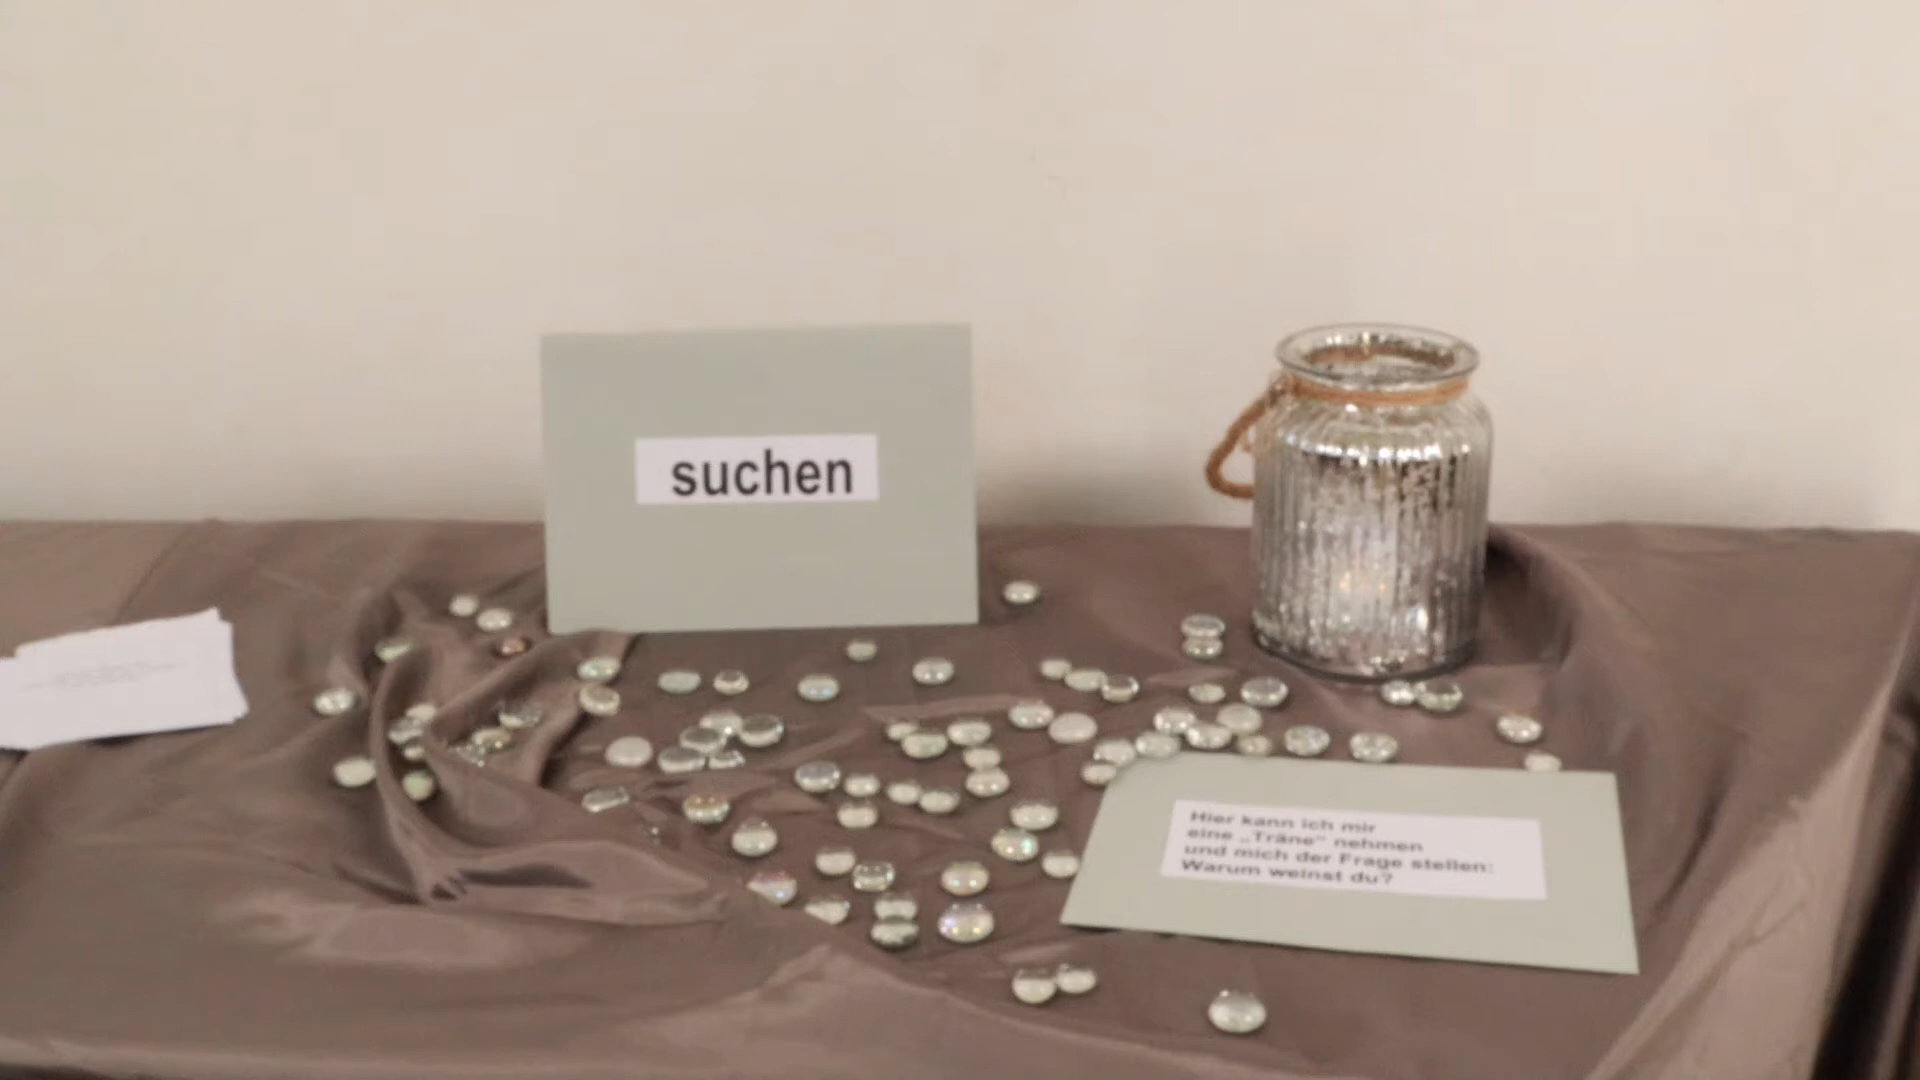 suchen
Hier kann ich mir
eine „Träne“ nehmen
und mich der Frage stellen:
Warum weinst du?